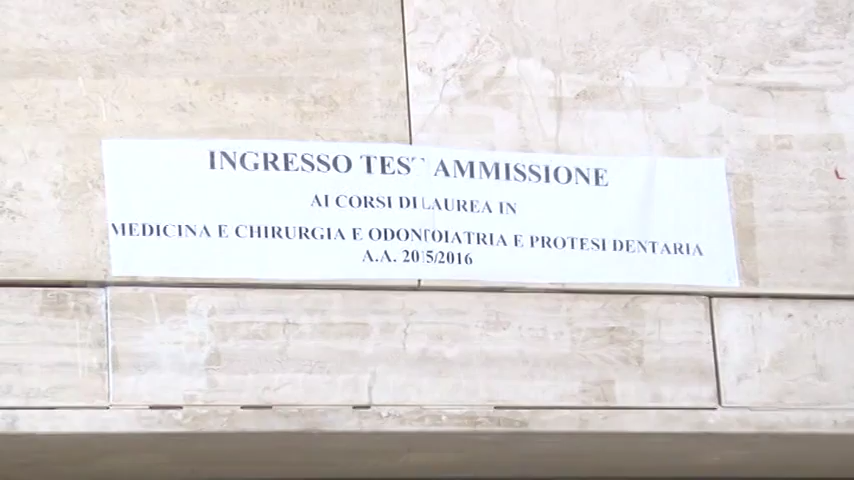 INGRESSO TEST AMMISSIONE
AI CORSI DI LAUREA IN
MEDICINA E CHIRURGIA E ODONTOIATRIA E PROTESI DENTARIA
A.A. 2015/2016